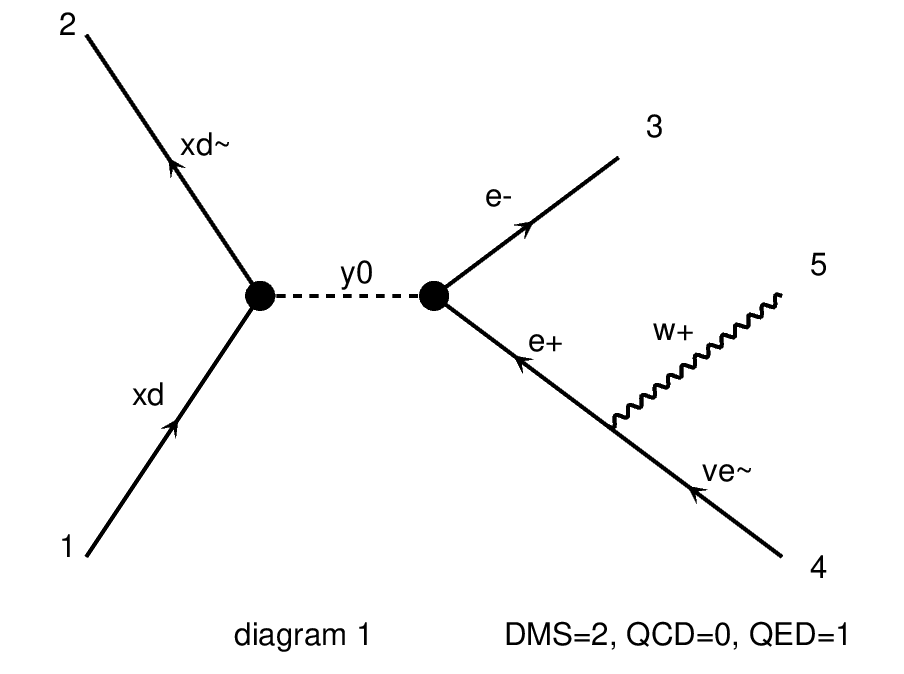 2
xd~
3
e-
y0
5
w+
e+
xd
ve~
1
4
diagram 1
DMS=2, QCD=0, QED=1